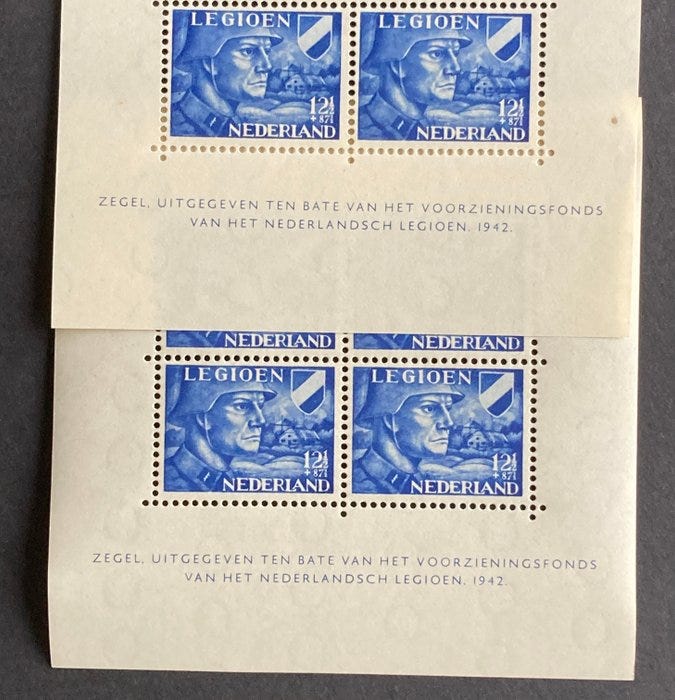 LEGIOEN LEGIOEN
12½ 12½
+ 87½ + 87½
NEDERLAND NEDERLAND
ZEGEL, UITGEGEVEN TEN BATE VAN HET VOORZIENINGSFONDS
VAN HET NEDERLANDSCH LEGIOEN. 1942.
NEDERLAND NEDERLAND
LEGIOEN LEGIOEN
12½ 12½
+ 87½ + 87½
NEDERLAND NEDERLAND
ZEGEL, UITGEGEVEN TEN BATE VAN HET VOORZIENINGSFONDS
VAN HET NEDERLANDSCH LEGIOEN. 1942.